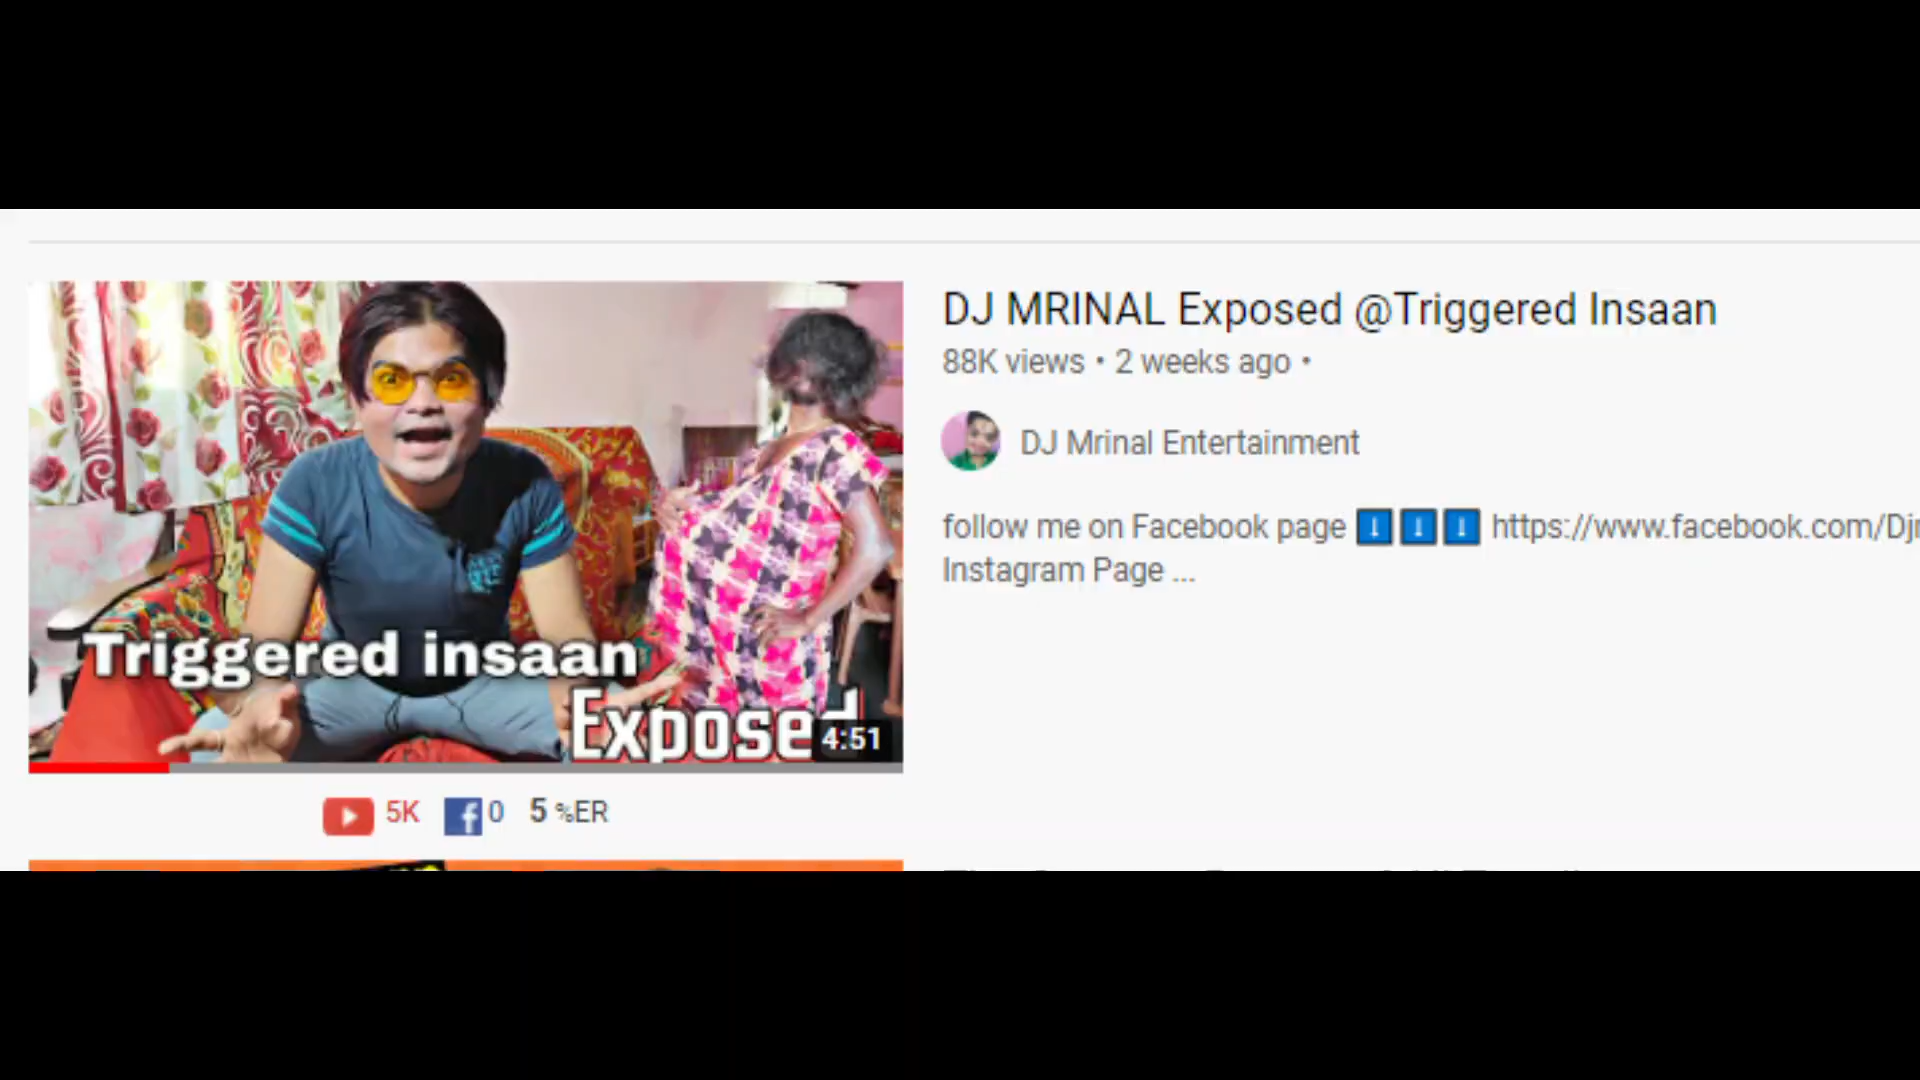 DJ MRINAL Exposed @Triggered Insaan
88K views • 2 weeks ago •
DJ Mrinal Entertainment
follow me on Facebook page ⬇⬇⬇ https://www.facebook.com/Dj
Instagram Page ...
Triggered insaan
Exposed
4:51
5K 0 5 %ER